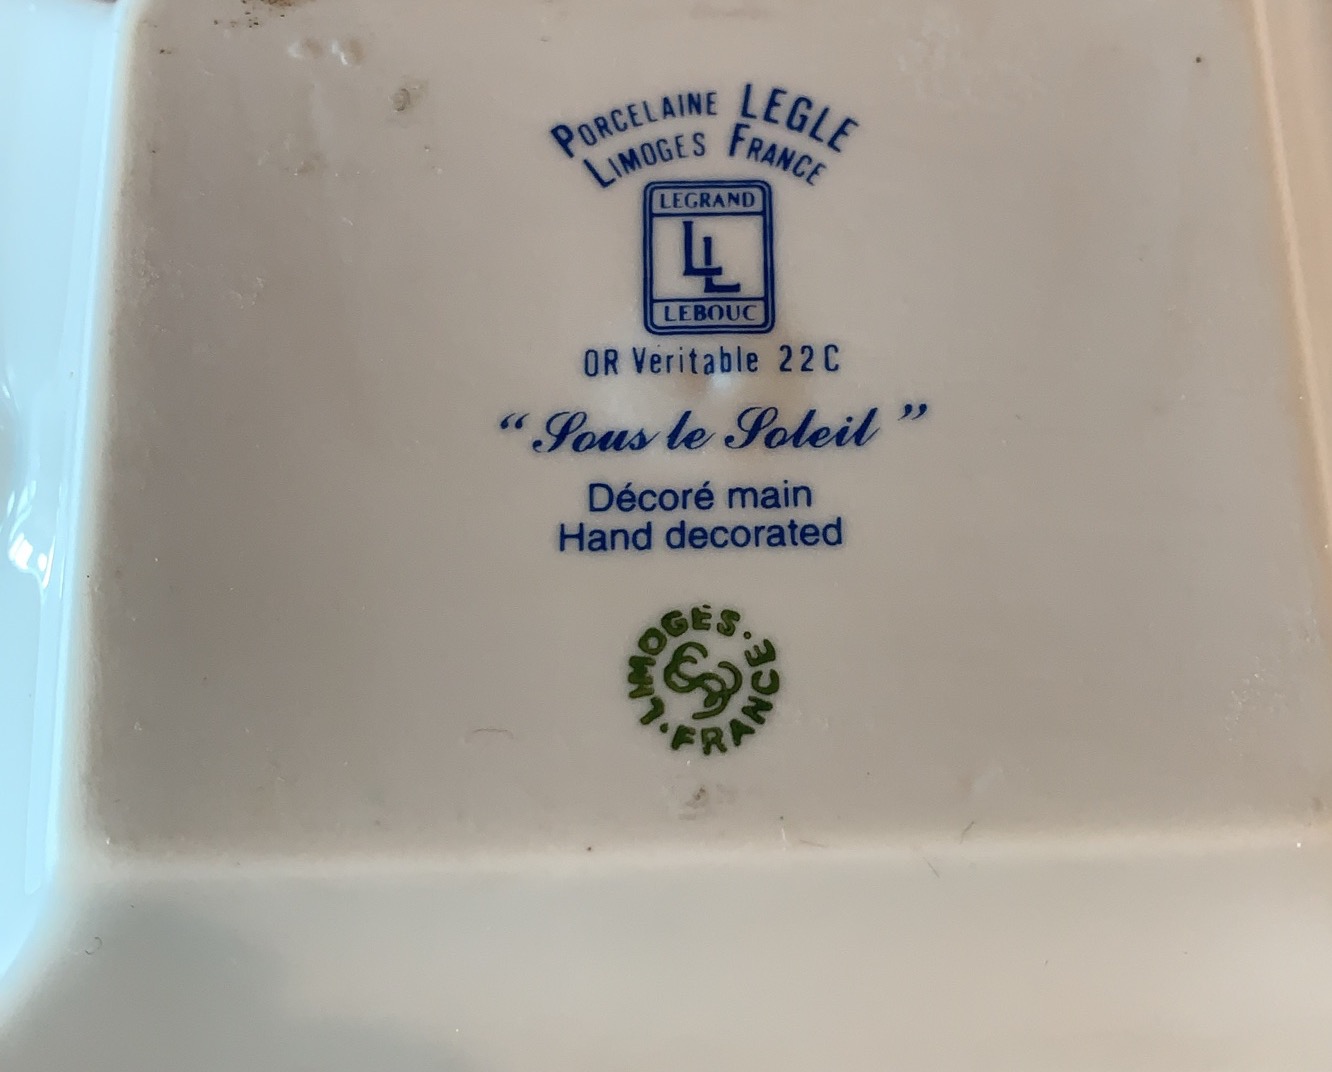 PORCELAINE LEGLE
LIMOGES FRANCE
LEGRAND
LL
LEBOUC
OR Veritable 22C
“Sous le Soleil”
Décoré main
Hand decorated
LIMOGES·FRANCE·